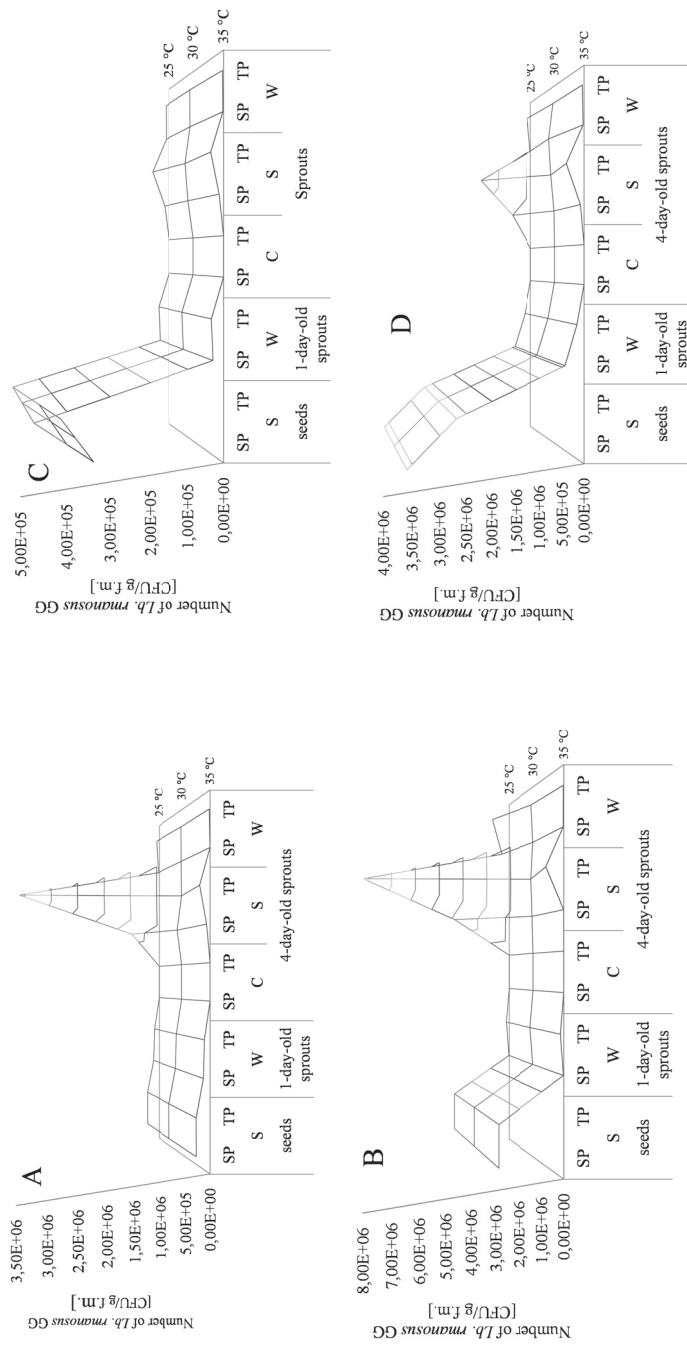 A
3,50E+06
3,00E+06
2,50E+06
2,00E+06
1,50E+06
1,00E+06
5,00E+05
0,00E+00
Number of Lb. rmanosus GG
[CFU/g f.m.]
25 °C
30 °C
35 °C
SP TP SP TP SP TP SP TP SP TP
S W C S W
seeds 1-day-old sprouts 4-day-old sprouts
B
8,00E+06
7,00E+06
6,00E+06
5,00E+06
4,00E+06
3,00E+06
2,00E+06
1,00E+06
0,00E+00
Number of Lb. rmanosus GG
[CFU/g f.m.]
25 °C
30 °C
35 °C
SP TP SP TP SP TP SP TP SP TP
S W C S W
seeds 1-day-old sprouts 4-day-old sprouts
C
5,00E+05
4,00E+05
3,00E+05
2,00E+05
1,00E+05
0,00E+00
Number of Lb. rmanosus GG
[CFU/g f.m.]
25 °C
30 °C
35 °C
SP TP SP TP SP TP SP TP SP TP
S W C S W
seeds 1-day-old sprouts Sprouts
D
4,00E+06
3,50E+06
3,00E+06
2,50E+06
2,00E+06
1,50E+06
1,00E+06
5,00E+05
0,00E+00
Number of Lb. rmanosus GG
[CFU/g f.m.]
25 °C
30 °C
35 °C
SP TP SP TP SP TP SP TP SP TP
S W C S W
seeds 1-day-old sprouts 4-day-old sprouts